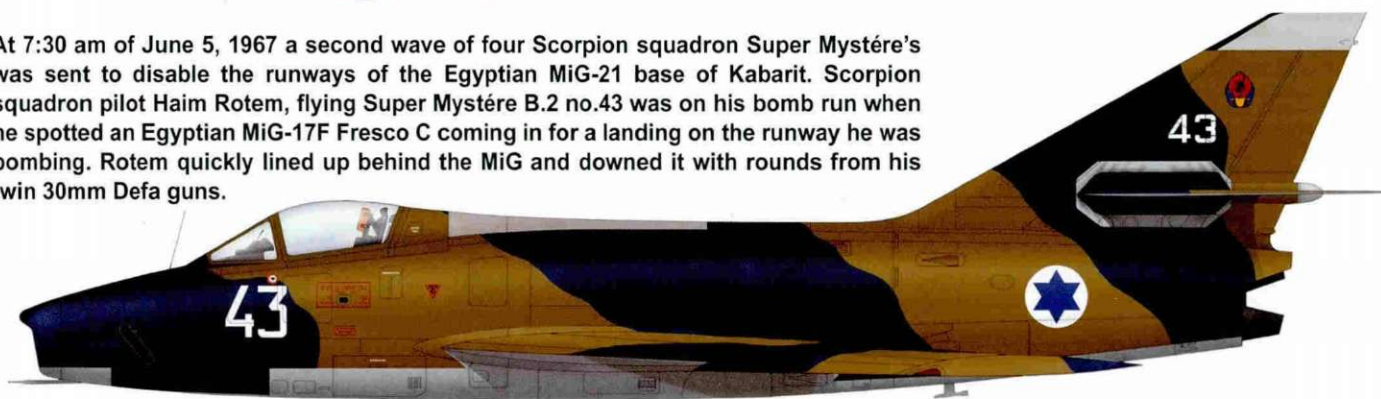 At 7:30 am of June 5, 1967 a second wave of four Scorpion squadron Super Mystére's
was sent to disable the runways of the Egyptian MiG-21 base of Kabarit. Scorpion
squadron pilot Haim Rotem, flying Super Mystére B.2 no.43 was on his bomb run when
he spotted an Egyptian MiG-17F Fresco C coming in for a landing on the runway he was
bombing. Rotem quickly lined up behind the MiG and downed it with rounds from his
twin 30mm Defa guns.
43
43